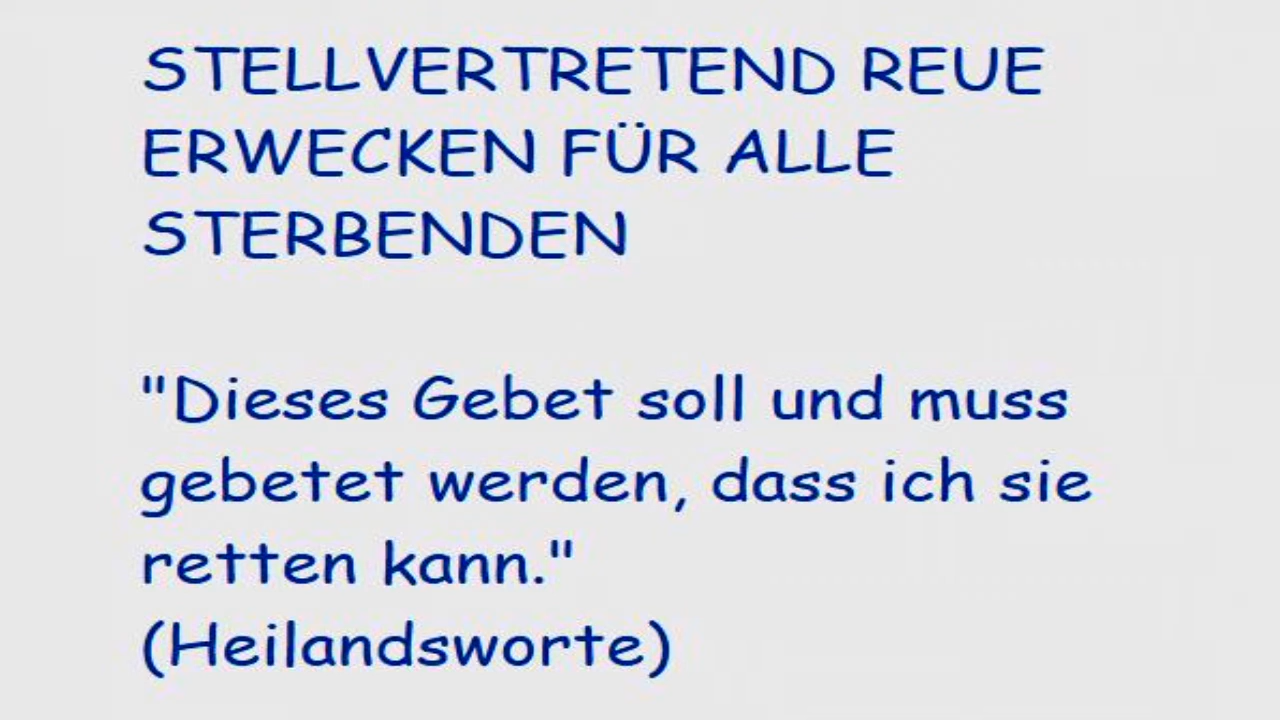 STELLVERTRETEND REUE
ERWECKEN FÜR ALLE
STERBENDEN
"Dieses Gebet soll und muss
gebetet werden, dass ich sie
retten kann."
(Heilandsworte)